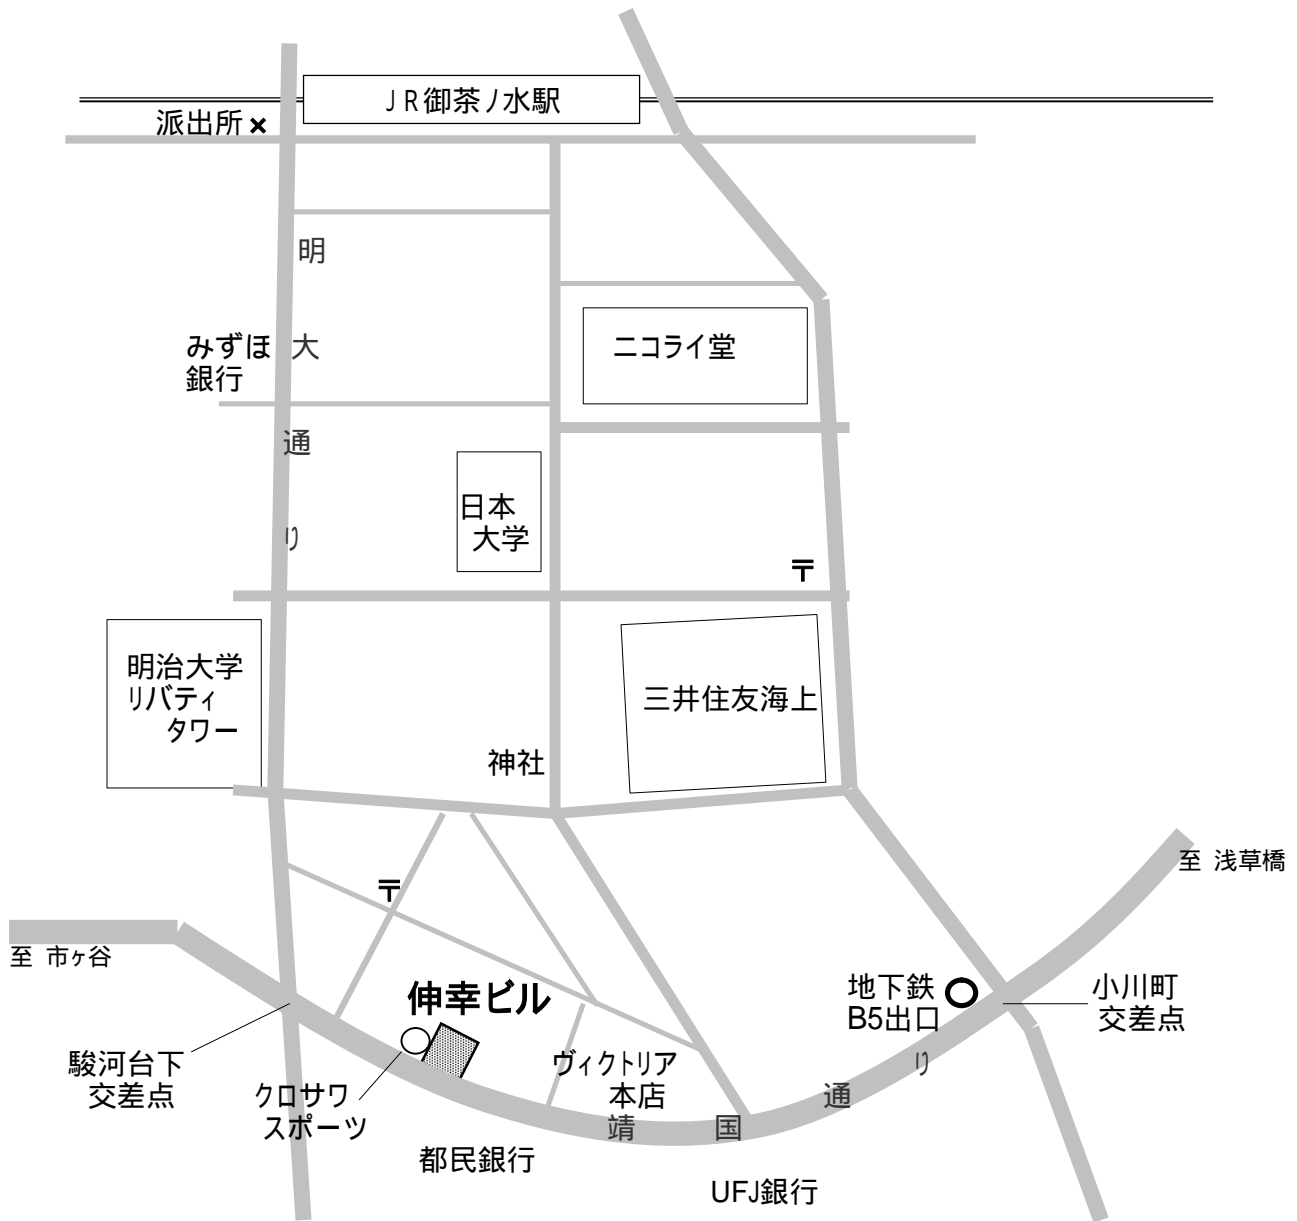 JR御茶ノ水駅
派出所
明大通り
みずほ
銀行
ニコライ堂
日本
大学
〒
明治大学
リバティ
タワー
三井住友海上
神社
至 浅草橋
〒
至 市ヶ谷
伸幸ビル
地下鉄
B5出口
小川町
交差点
駿河台下
交差点
クロサワ
スポーツ
ヴィクトリア
本店
靖国通り
都民銀行
UFJ銀行